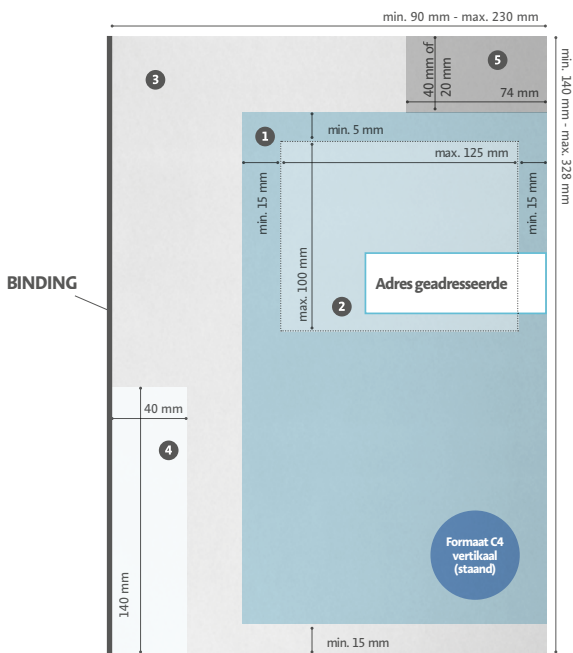 min. 90 mm - max. 230 mm
3
40 mm of
20 mm
5
74 mm
min. 140 mm - max. 328 mm
1
min. 5 mm
max. 125 mm
min. 15 mm
min. 15 mm
max. 100 mm
BINDING
Adres geadresseerde
2
40 mm
4
140 mm
Formaat C4
vertikaal
(staand)
min. 15 mm